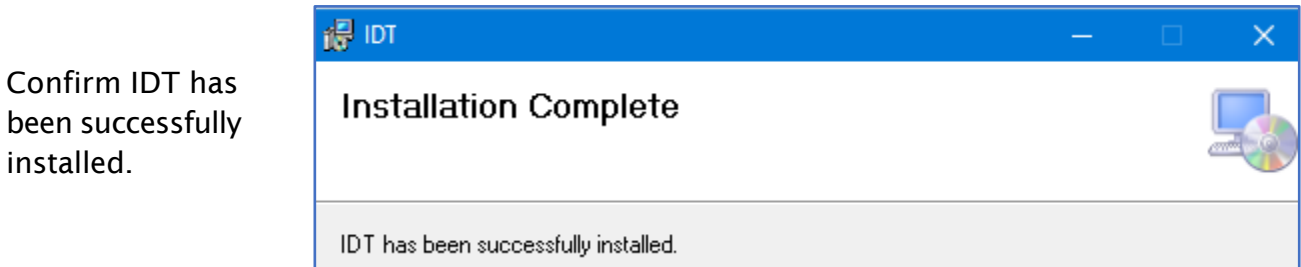 Confirm IDT has
been successfully
installed.
IDT
Installation Complete
IDT has been successfully installed.